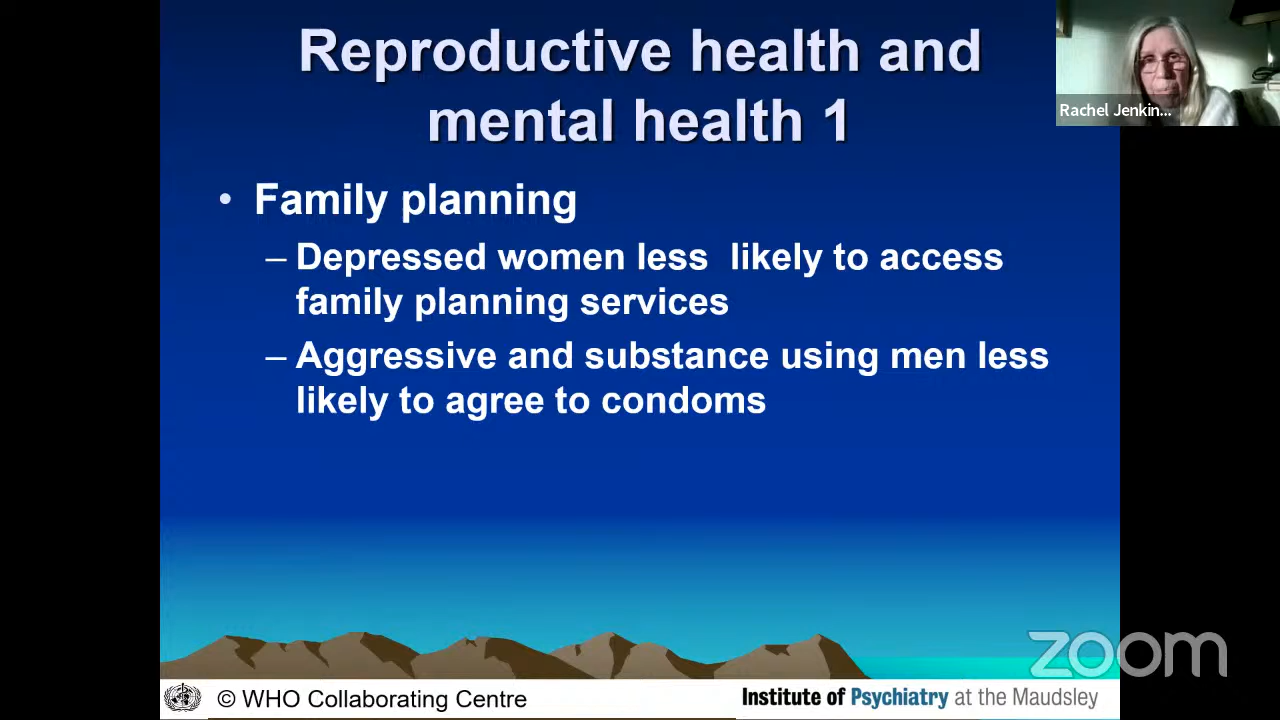 Reproductive health and
mental health 1
Rachel Jenkin...
• Family planning
– Depressed women less likely to access
family planning services
– Aggressive and substance using men less
likely to agree to condoms
zoom
© WHO Collaborating Centre
Institute of Psychiatry at the Maudsley